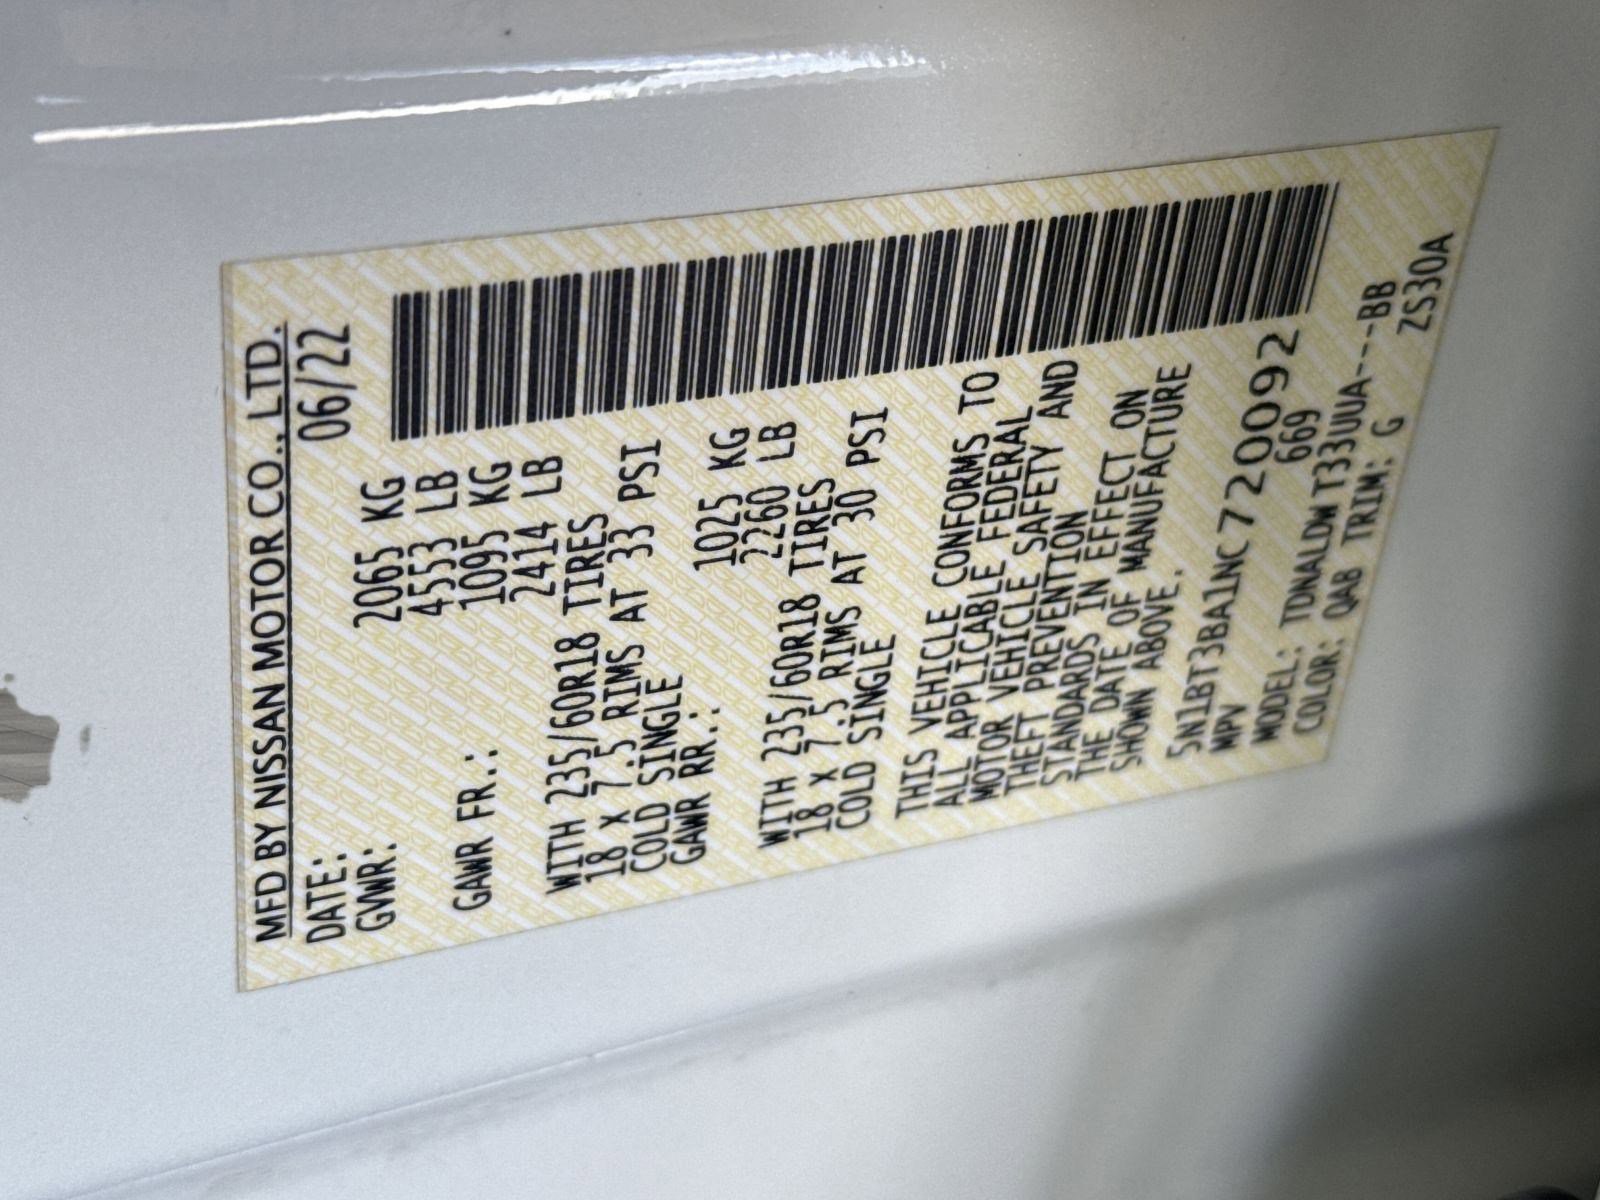 MFD BY NISSAN MOTOR CO., LTD.
DATE: 06/22
GVWR: 2065 KG
4553 LB
GAWR FR.: 1095 KG
2414 LB
WITH 235/60R18 TIRES
18 x 7.5 RIMS AT 33 PSI
COLD SINGLE
GAWR RR.: 1025 KG
2260 LB
WITH 235/60R18 TIRES
18 x 7.5 RIMS AT 30 PSI
COLD SINGLE
THIS VEHICLE CONFORMS TO
ALL APPLICABLE FEDERAL
MOTOR VEHICLE SAFETY AND
THEFT PREVENTION
STANDARDS IN EFFECT ON
THE DATE OF MANUFACTURE
SHOWN ABOVE.
5N1BT3BA1NC720092
MPV 669
MODEL: TDNALDWT33UUA---BB
COLOR: QAB TRIM: G ZS30A